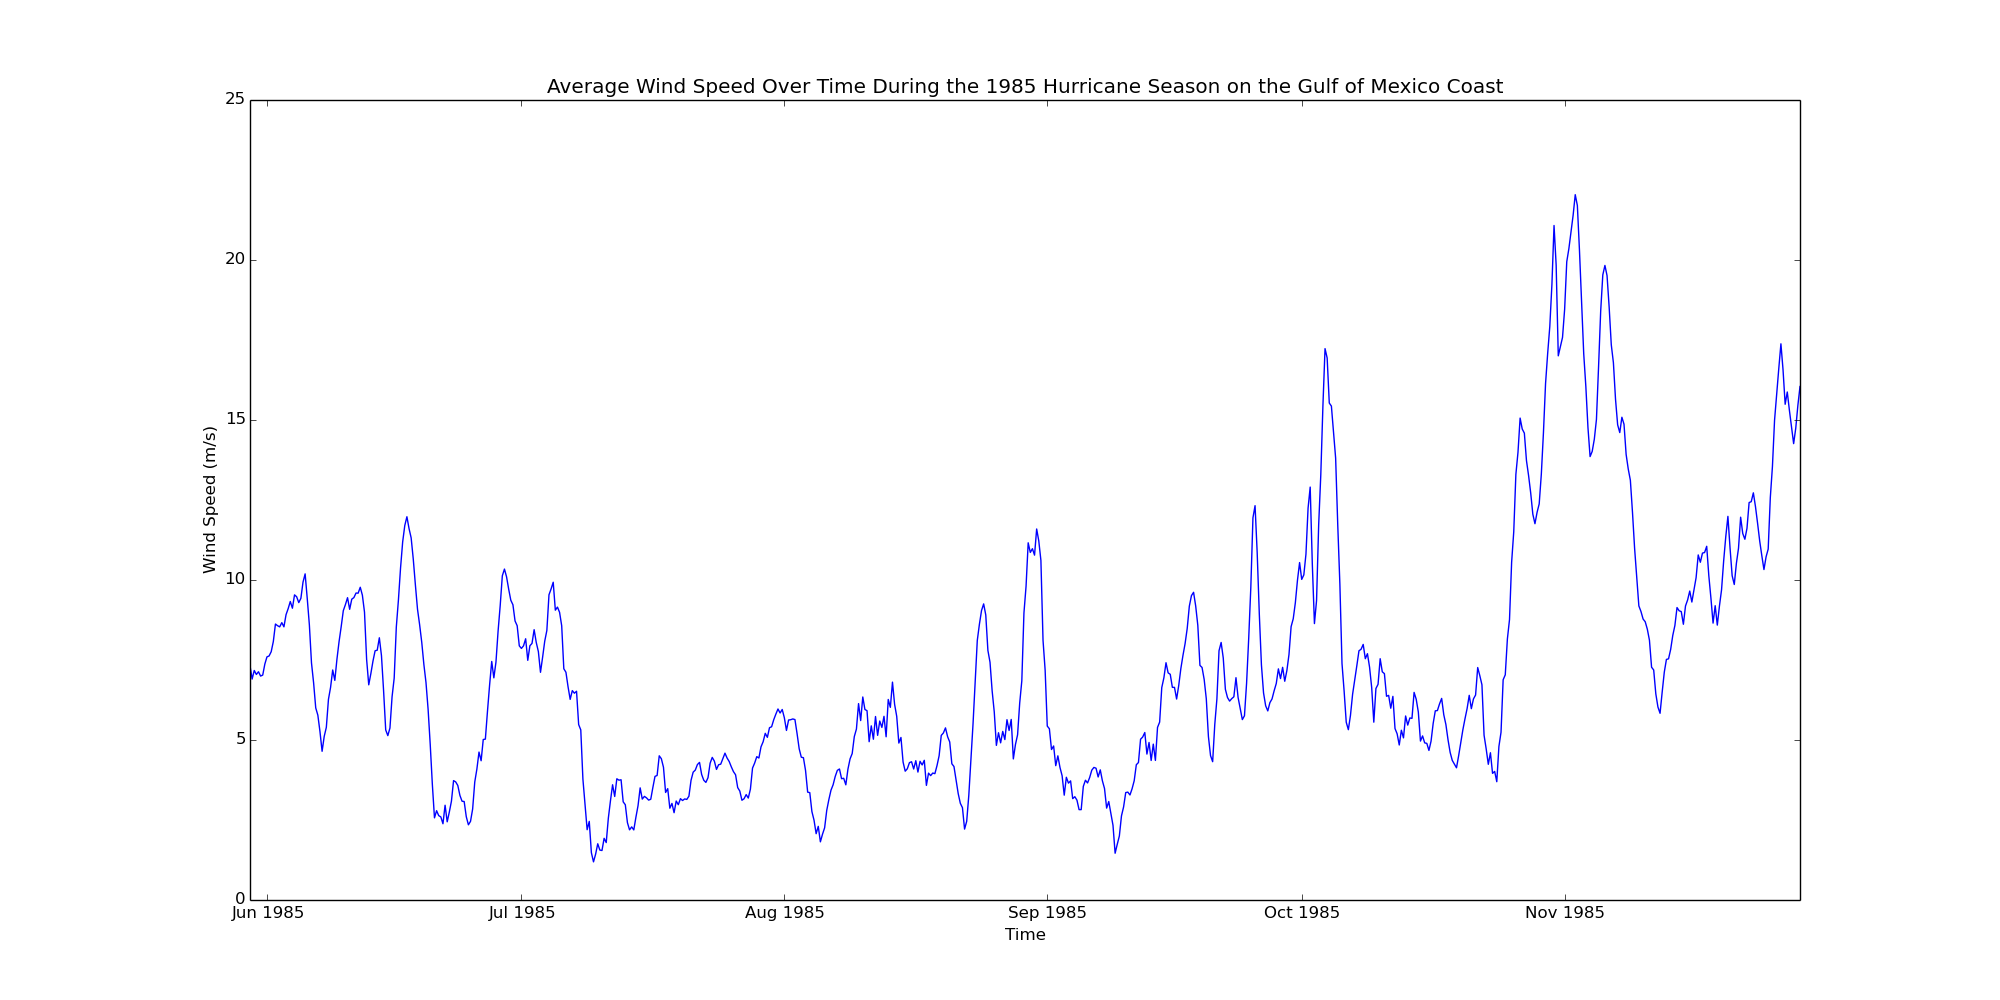 Average Wind Speed Over Time During the 1985 Hurricane Season on the Gulf of Mexico Coast
25
20
15
10
5
0
Wind Speed (m/s)
Jun 1985 Jul 1985 Aug 1985 Sep 1985 Oct 1985 Nov 1985
Time